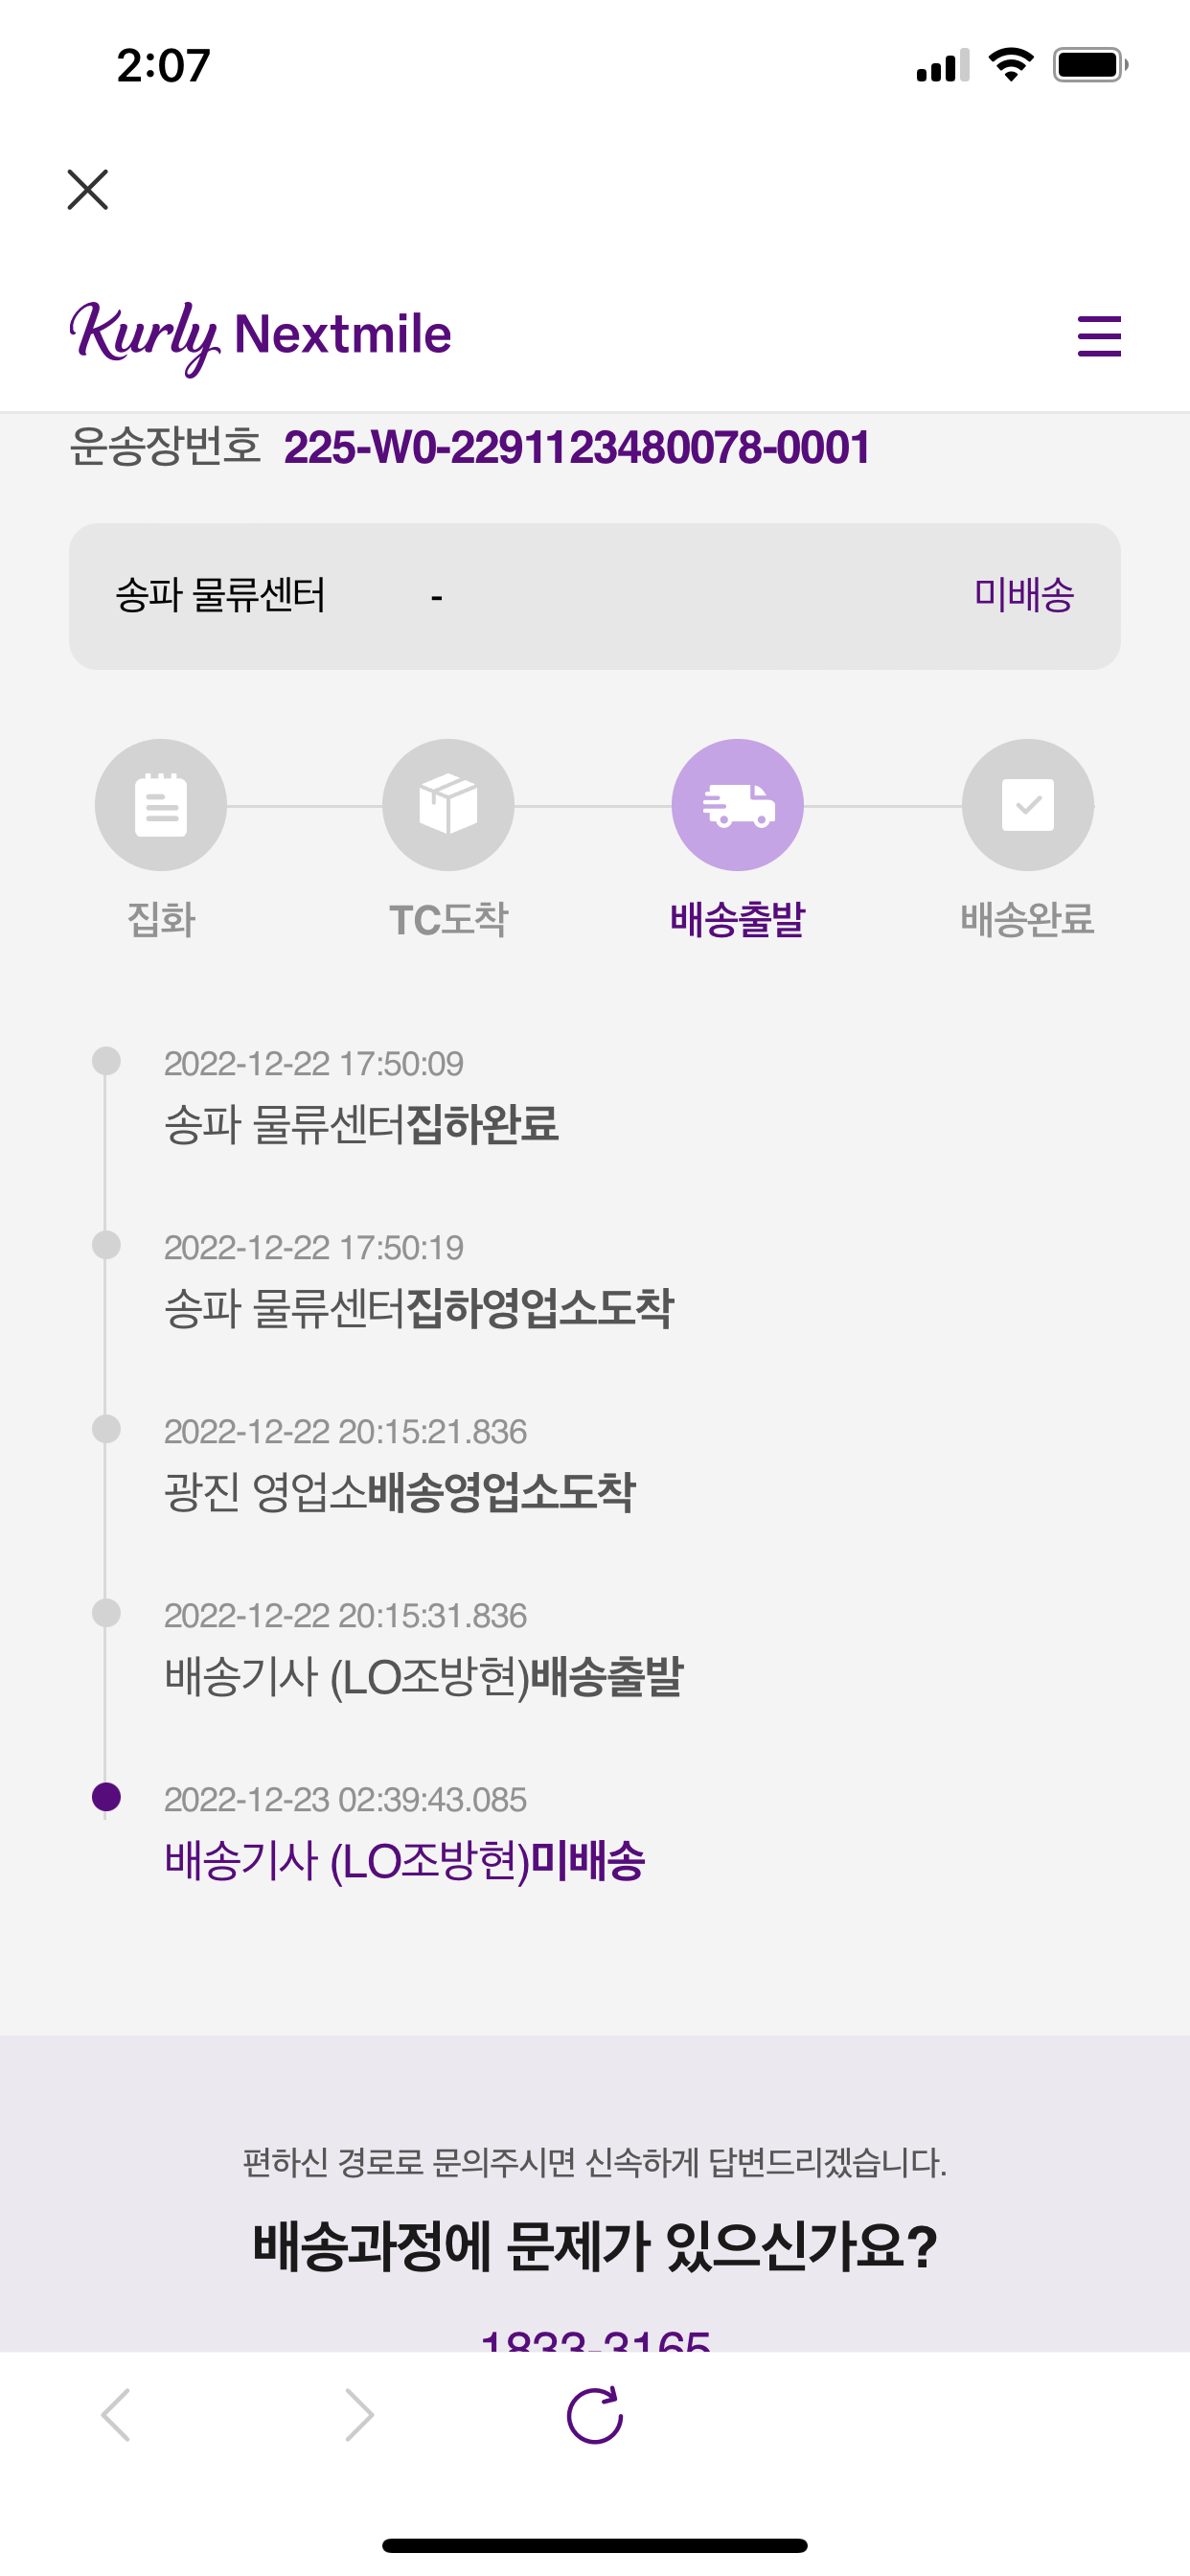 2:07
Kurly Nextmile
운송장번호 225-W0-2291123480078-0001
송파 물류센터 - 미배송
집화 TC도착 배송출발 배송완료
2022-12-22 17:50:09
송파 물류센터집하완료
2022-12-22 17:50:19
송파 물류센터집하영업소도착
2022-12-22 20:15:21.836
광진 영업소배송영업소도착
2022-12-22 20:15:31.836
배송기사 (LO조방현)배송출발
2022-12-23 02:39:43.085
배송기사 (LO조방현)미배송
편하신 경로로 문의주시면 신속하게 답변드리겠습니다.
배송과정에 문제가 있으신가요?
1833-3165